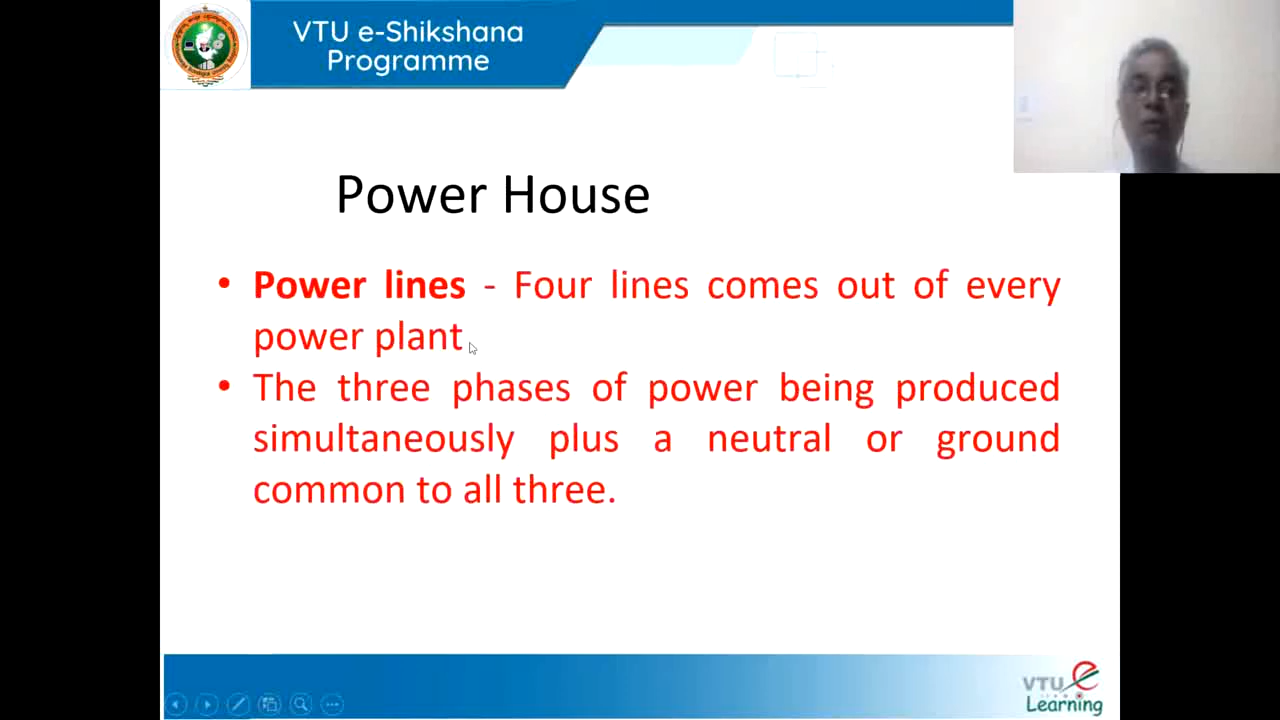 VTU e-Shikshana
Programme
Power House
• Power lines - Four lines comes out of every
power plant
• The three phases of power being produced
simultaneously plus a neutral or ground
common to all three.
VTU
Learning